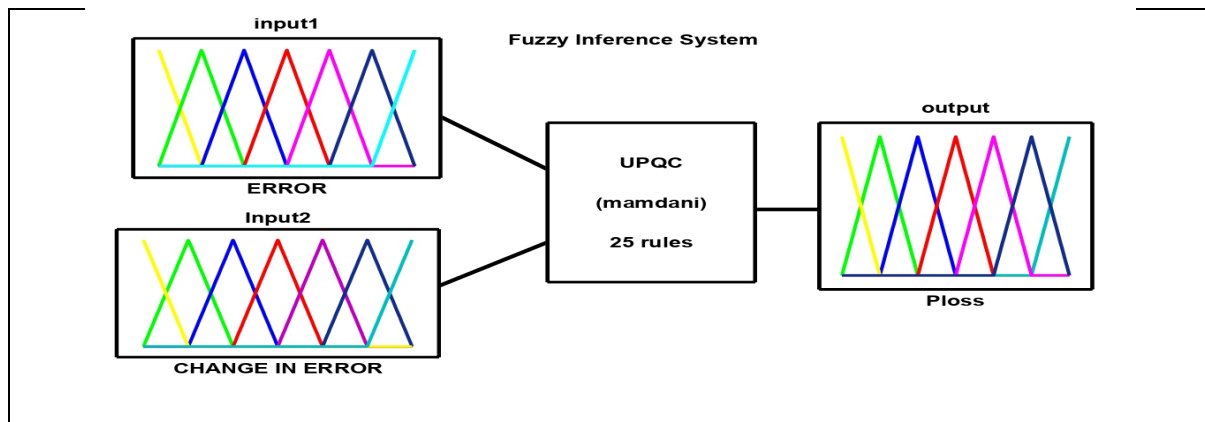 input1
Fuzzy Inference System
ERROR
Input2
CHANGE IN ERROR
UPQC
(mamdani)
25 rules
output
Ploss